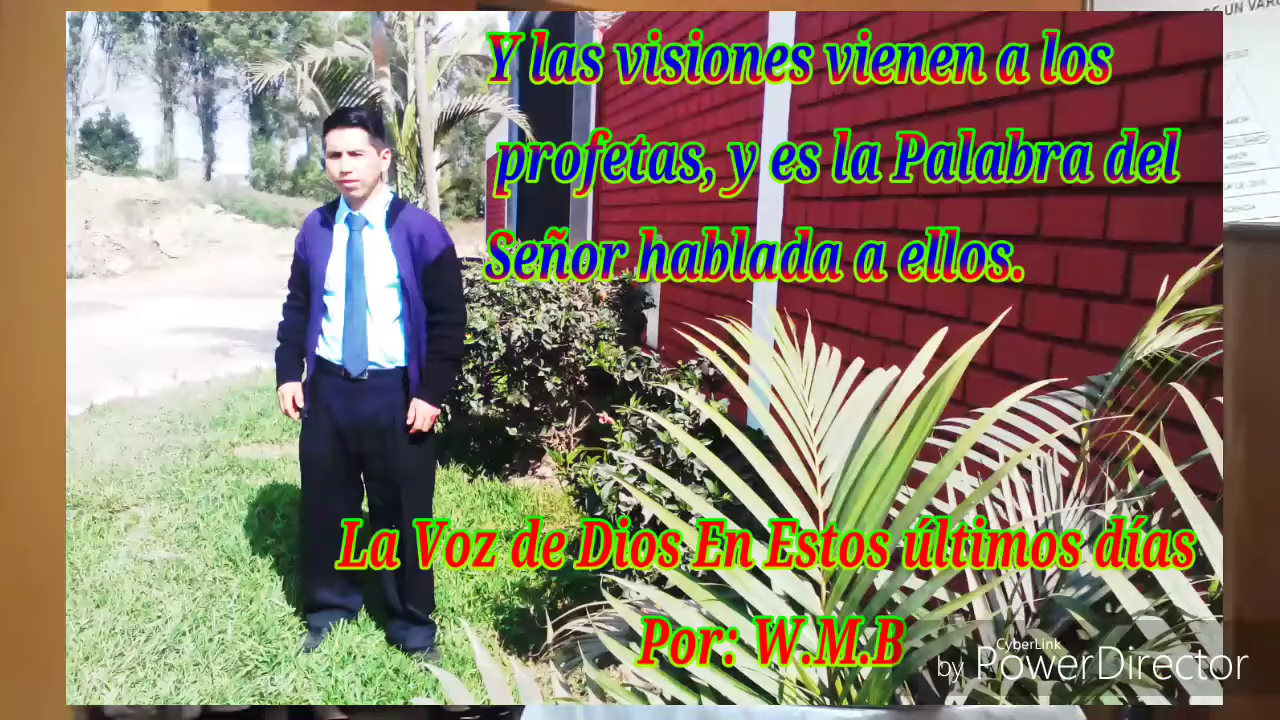 Y las visiones vienen a los
profetas, y es la Palabra del
Señor hablada a ellos.
La Voz de Dios En Estos últimos días
Por: W.M.B
CyberLink
by PowerDirector